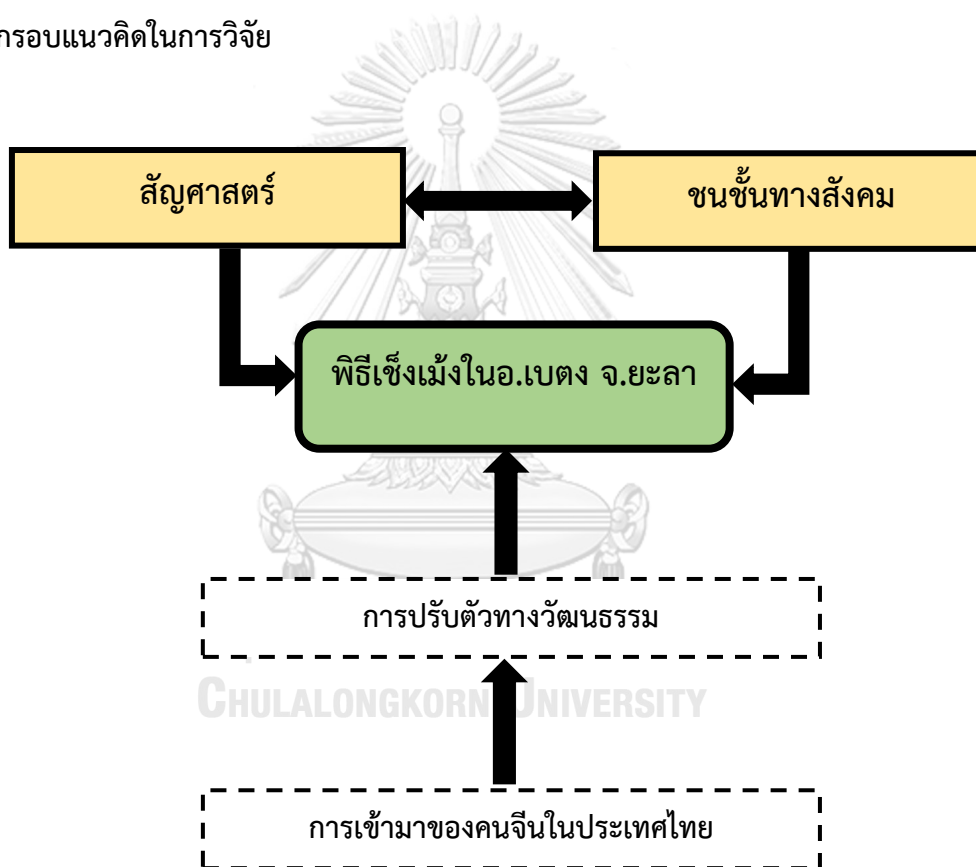 กรอบแนวคิดในการวิจัย
สัญศาสตร์
ชนชั้นทางสังคม
พิธีเช็งเม้งในอ.เบตง จ.ยะลา
การปรับตัวทางวัฒนธรรม
CHULALONGKORN UNIVERSITY
การเข้ามาของคนจีนในประเทศไทย